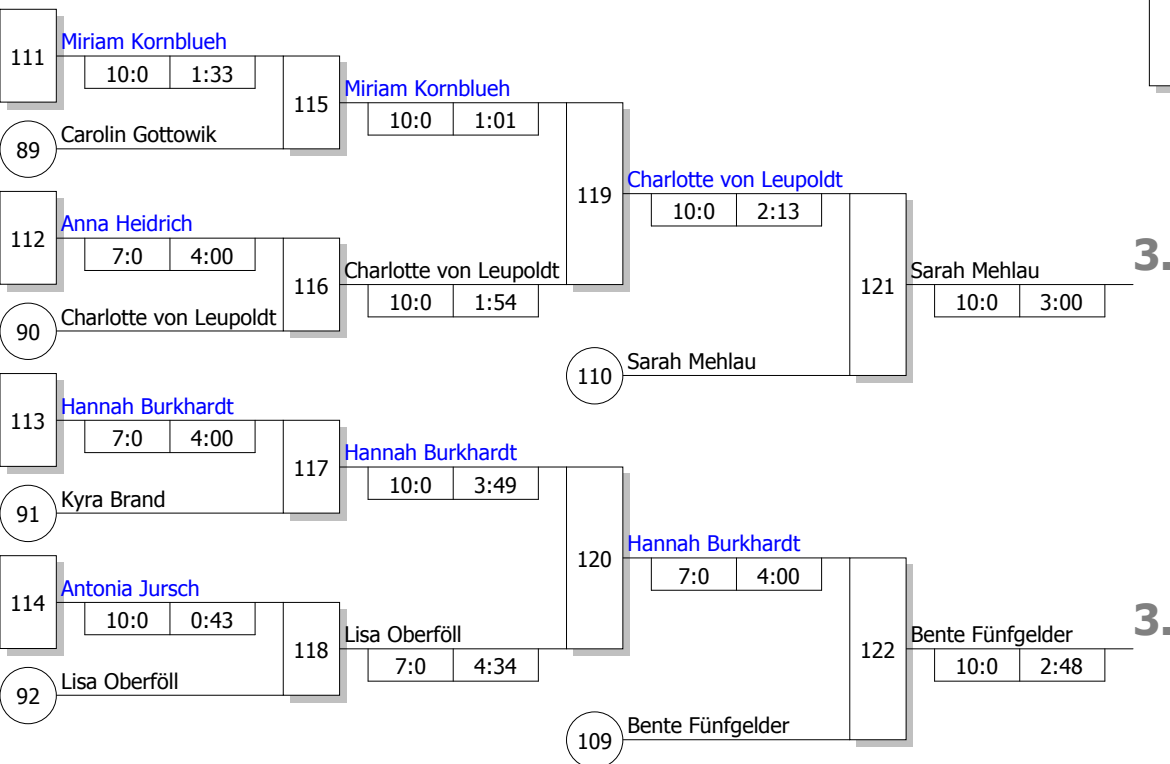 111
Miriam Kornblueh
10:0 1:33
89
Carolin Gottowik
115
Miriam Kornblueh
10:0 1:01
112
Anna Heidrich
7:0 4:00
90
Charlotte von Leupoldt
116
Charlotte von Leupoldt
10:0 1:54
119
Charlotte von Leupoldt
10:0 2:13
110
Sarah Mehlau
121
Sarah Mehlau
10:0 3:00
3.
113
Hannah Burkhardt
7:0 4:00
91
Kyra Brand
117
Hannah Burkhardt
10:0 3:49
114
Antonia Jursch
10:0 0:43
92
Lisa Oberföll
118
Lisa Oberföll
7:0 4:34
120
Hannah Burkhardt
7:0 4:00
109
Bente Fünfgelder
122
Bente Fünfgelder
10:0 2:48
3.